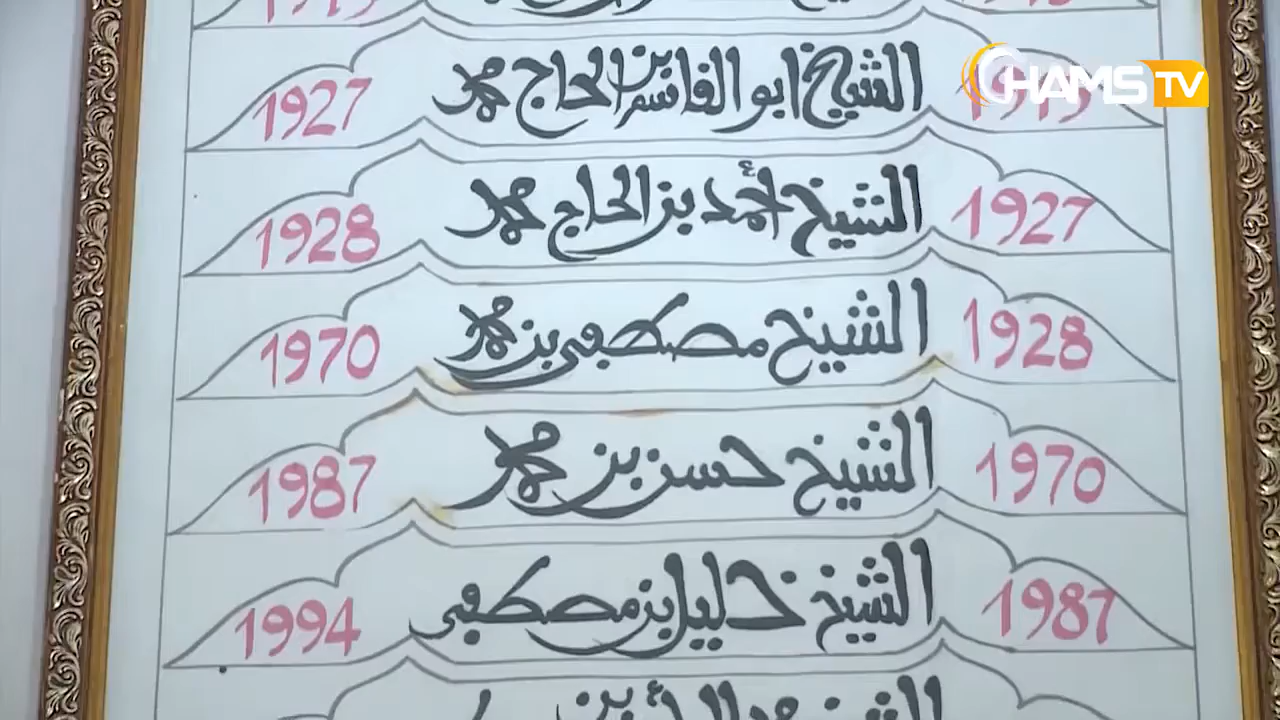 CHAMS TV
1927 الشيخ ابو القاسم بن الحاج محمد
1927 الشيخ أحمد بن الحاج محمد 1928
1928 الشيخ مصطفى بن محمد 1970
1970 الشيخ حسن بن محمد 1987
1987 الشيخ خليل بن مصطفى 1994